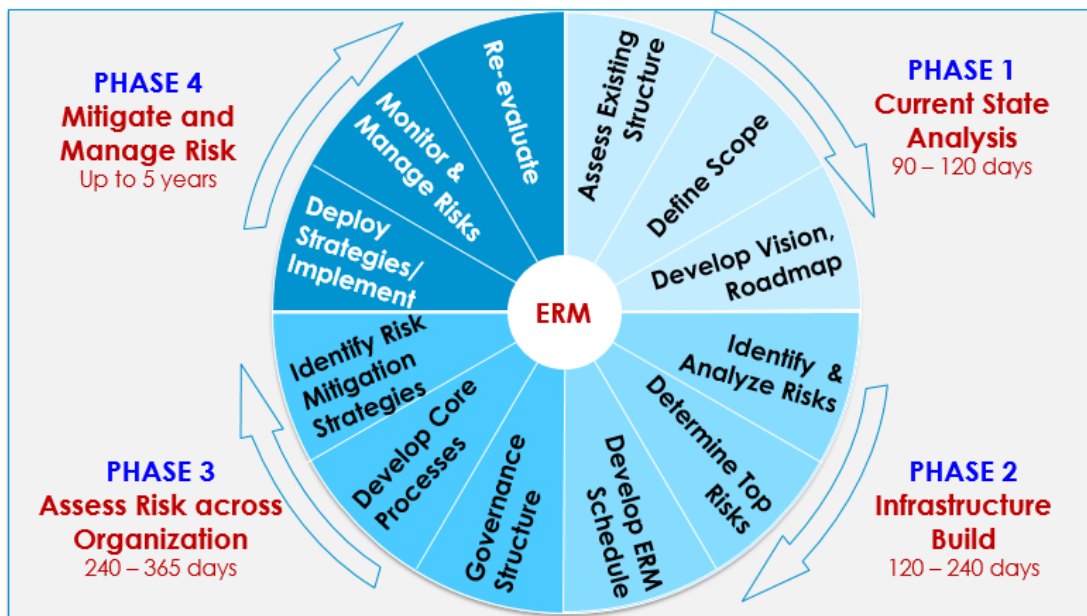 PHASE 1
Current State
Analysis
90 – 120 days
Assess Existing
Structure
Define Scope
Develop Vision,
Roadmap
PHASE 2
Infrastructure
Build
120 – 240 days
Identify &
Analyze Risks
Determine Top
Risks
Develop ERM
Schedule
PHASE 3
Assess Risk across
Organization
240 – 365 days
Governance
Structure
Develop Core
Processes
Identify Risk
Mitigation
Strategies
PHASE 4
Mitigate and
Manage Risk
Up to 5 years
Deploy
Strategies/
Implement
Monitor &
Manage Risks
Re-evaluate
ERM